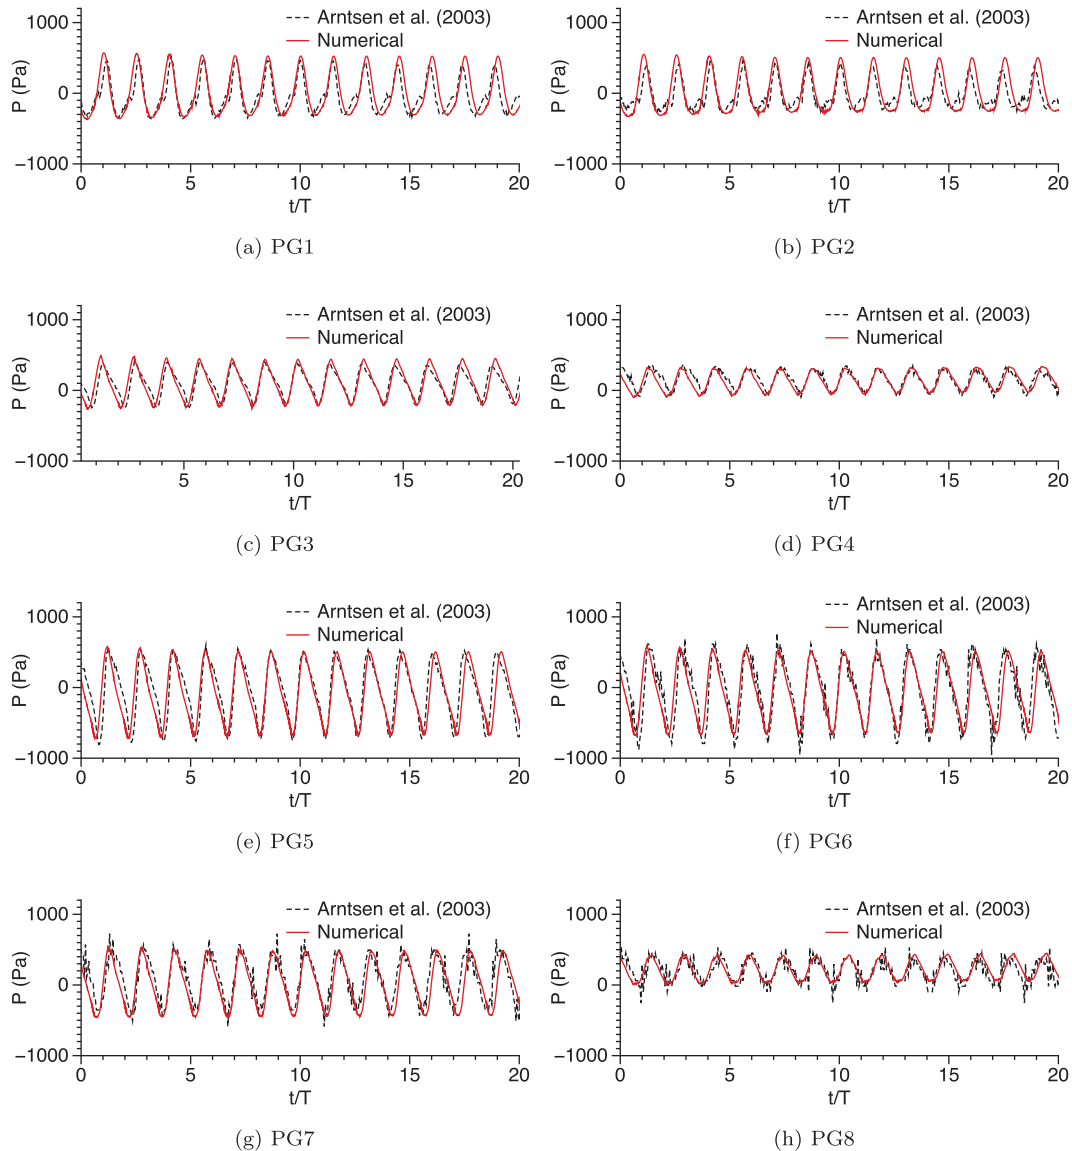 1000
0
−1000
P (Pa)
Arntsen et al. (2003)
Numerical
0 5 10 15 20
t/T
(a) PG1
1000
0
−1000
P (Pa)
Arntsen et al. (2003)
Numerical
0 5 10 15 20
t/T
(b) PG2
1000
0
−1000
P (Pa)
Arntsen et al. (2003)
Numerical
5 10 15 20
t/T
(c) PG3
1000
0
−1000
P (Pa)
Arntsen et al. (2003)
Numerical
0 5 10 15 20
t/T
(d) PG4
1000
0
−1000
P (Pa)
Arntsen et al. (2003)
Numerical
0 5 10 15 20
t/T
(e) PG5
1000
0
−1000
P (Pa)
Arntsen et al. (2003)
Numerical
0 5 10 15 20
t/T
(f) PG6
1000
0
−1000
P (Pa)
Arntsen et al. (2003)
Numerical
0 5 10 15 20
t/T
(g) PG7
1000
0
−1000
P (Pa)
Arntsen et al. (2003)
Numerical
0 5 10 15 20
t/T
(h) PG8